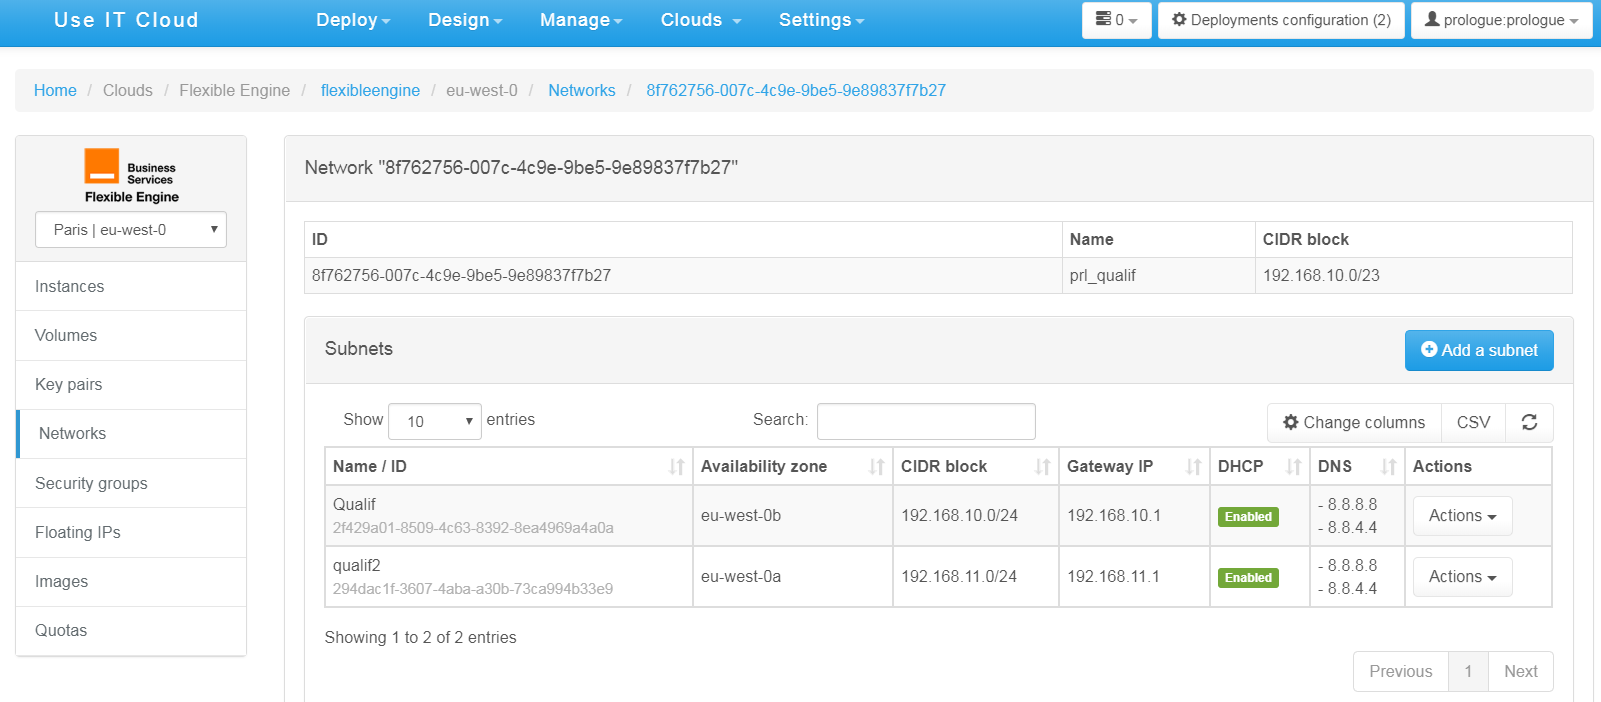 Use IT Cloud Deploy Design Manage Clouds Settings 0 Deployments configuration (2) prologue:prologue
Home / Clouds / Flexible Engine / flexibleengine / eu-west-0 / Networks / 8f762756-007c-4c9e-9be5-9e89837f7b27
Business
Services
Flexible Engine
Paris | eu-west-0
Instances
Volumes
Key pairs
Networks
Security groups
Floating IPs
Images
Quotas
Network "8f762756-007c-4c9e-9be5-9e89837f7b27"
ID Name CIDR block
8f762756-007c-4c9e-9be5-9e89837f7b27 prl_qualif 192.168.10.0/23
Subnets Add a subnet
Show 10 entries Search: Change columns CSV
Name / ID Availability zone CIDR block Gateway IP DHCP DNS Actions
Qualif
2f429a01-8509-4c63-8392-8ea4969a4a0a
eu-west-0b 192.168.10.0/24 192.168.10.1 Enabled
- 8.8.8.8
- 8.8.4.4
Actions
qualif2
294dac1f-3607-4aba-a30b-73ca994b33e9
eu-west-0a 192.168.11.0/24 192.168.11.1 Enabled
- 8.8.8.8
- 8.8.4.4
Actions
Showing 1 to 2 of 2 entries
Previous 1 Next